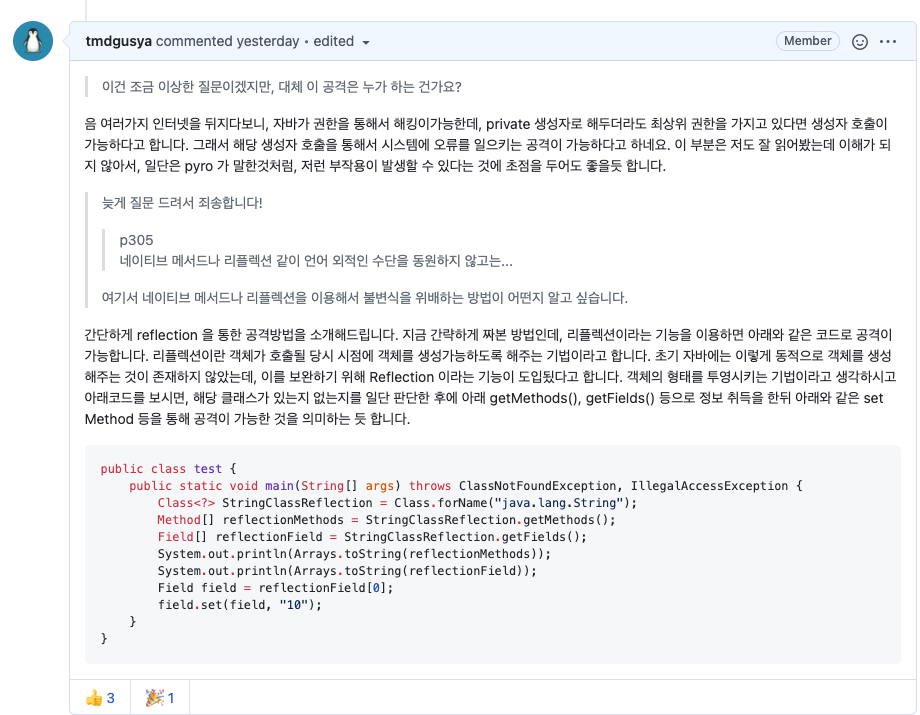 tmdgusya commented yesterday • edited
Member
이건 조금 이상한 질문이겠지만, 대체 이 공격은 누가 하는 건가요?
음 여러가지 인터넷을 뒤지다보니, 자바가 권한을 통해서 해킹이가능한데, private 생성자로 해두더라도 최상위 권한을 가지고 있다면 생성자 호출이
가능하다고 합니다. 그래서 해당 생성자 호출을 통해서 시스템에 오류를 일으키는 공격이 가능하다고 하네요. 이 부분은 저도 잘 읽어봤는데 이해가 되
지 않아서, 일단은 pyro 가 말한것처럼, 저런 부작용이 발생할 수 있다는 것에 초점을 두어도 좋을듯 합니다.
늦게 질문 드려서 죄송합니다!
p305
네이티브 메서드나 리플렉션 같이 언어 외적인 수단을 동원하지 않고는...
여기서 네이티브 메서드나 리플렉션을 이용해서 불변식을 위배하는 방법이 어떤지 알고 싶습니다.
간단하게 reflection 을 통한 공격방법을 소개해드립니다. 지금 간략하게 짜본 방법인데, 리플렉션이라는 기능을 이용하면 아래와 같은 코드로 공격이
가능합니다. 리플렉션이란 객체가 호출될 당시 시점에 객체를 생성가능하도록 해주는 기법이라고 합니다. 초기 자바에는 이렇게 동적으로 객체를 생성
해주는 것이 존재하지 않았는데, 이를 보완하기 위해 Reflection 이라는 기능이 도입됬다고 합니다. 객체의 형태를 투영시키는 기법이라고 생각하시고
아래코드를 보시면, 해당 클래스가 있는지 없는지를 일단 판단한 후에 아래 getMethods(), getFields() 등으로 정보 취득을 한뒤 아래와 같은 set
Method 등을 통해 공격이 가능한 것을 의미하는 듯 합니다.
public class test {
    public static void main(String[] args) throws ClassNotFoundException, IllegalAccessException {
        Class<?> StringClassReflection = Class.forName("java.lang.String");
        Method[] reflectionMethods = StringClassReflection.getMethods();
        Field[] reflectionField = StringClassReflection.getFields();
        System.out.println(Arrays.toString(reflectionMethods));
        System.out.println(Arrays.toString(reflectionField));
        Field field = reflectionField[0];
        field.set(field, "10");
    }
}
👍 3
🎉 1